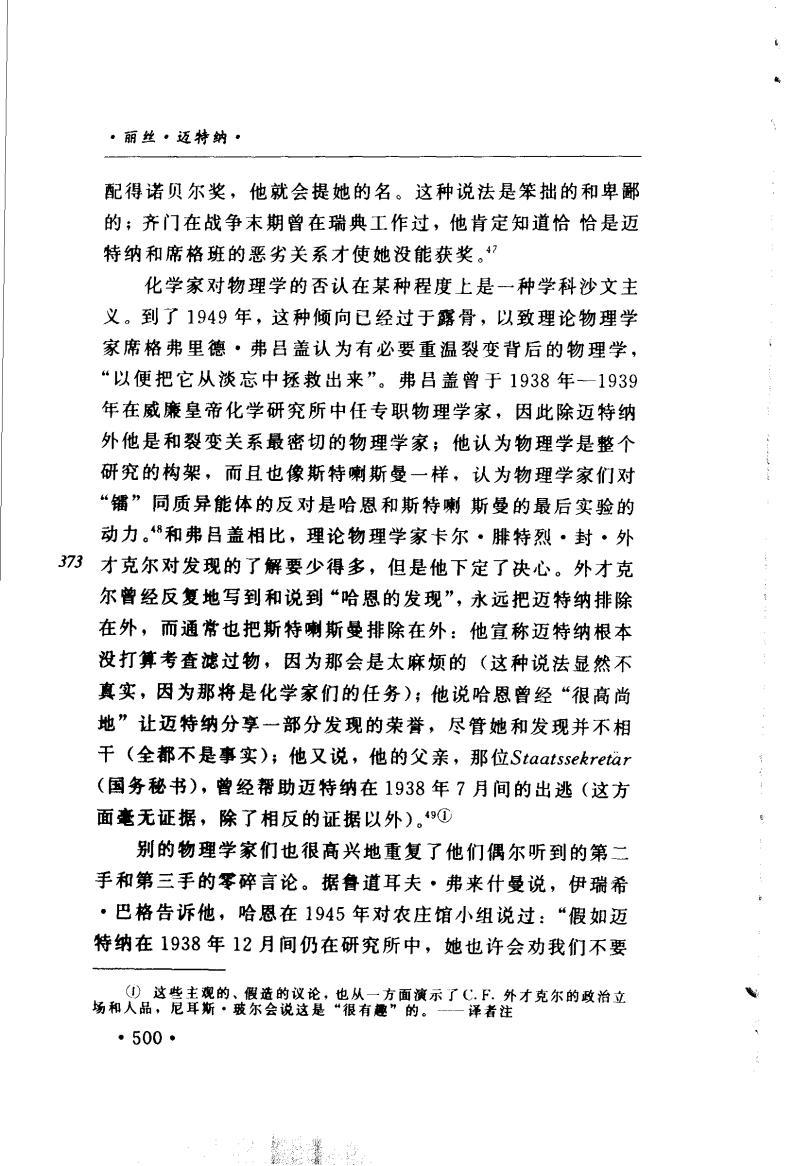 ·丽丝·迈特纳·
配得诺贝尔奖，他就会提她的名。这种说法是笨拙的和卑鄙
的；齐门在战争末期曾在瑞典工作过，他肯定知道恰 恰是迈
特纳和席格班的恶劣关系才使她没能获奖。47
化学家对物理学的否认在某种程度上是一种学科沙文主
义。到了 1949 年，这种倾向已经过于露骨，以致理论物理学
家席格弗里德·弗吕盖认为有必要重温裂变背后的物理学，
“以便把它从淡忘中拯救出来”。弗吕盖曾于 1938 年—1939
年在威廉皇帝化学研究所中任专职物理学家，因此除迈特纳
外他是和裂变关系最密切的物理学家；他认为物理学是整个
研究的构架，而且也像斯特喇斯曼一样，认为物理学家们对
“镭”同质异能体的反对是哈恩和斯特喇 斯曼的最后实验的
动力。48和弗吕盖相比，理论物理学家卡尔·腓特烈·封·外
373 才克尔对发现的了解要少得多，但是他下定了决心。外才克
尔曾经反复地写到和说到“哈恩的发现”，永远把迈特纳排除
在外，而通常也把斯特喇斯曼排除在外：他宣称迈特纳根本
没打算考查滤过物，因为那会是太麻烦的（这种说法显然不
真实，因为那将是化学家们的任务）；他说哈恩曾经“很高尚
地”让迈特纳分享一部分发现的荣誉，尽管她和发现并不相
干（全都不是事实）；他又说，他的父亲，那位Staatssekretär
（国务秘书），曾经帮助迈特纳在 1938 年 7 月间的出逃（这方
面毫无证据，除了相反的证据以外）。49①
别的物理学家们也很高兴地重复了他们偶尔听到的第二
手和第三手的零碎言论。据鲁道耳夫·弗来什曼说，伊瑞希
·巴格告诉他，哈恩在 1945 年对农庄馆小组说过：“假如迈
特纳在 1938 年 12 月间仍在研究所中，她也许会劝我们不要
① 这些主观的、假造的议论，也从一方面演示了 C. F. 外才克尔的政治立
场和人品，尼耳斯·玻尔会说这是“很有趣”的。——译者注
·500·